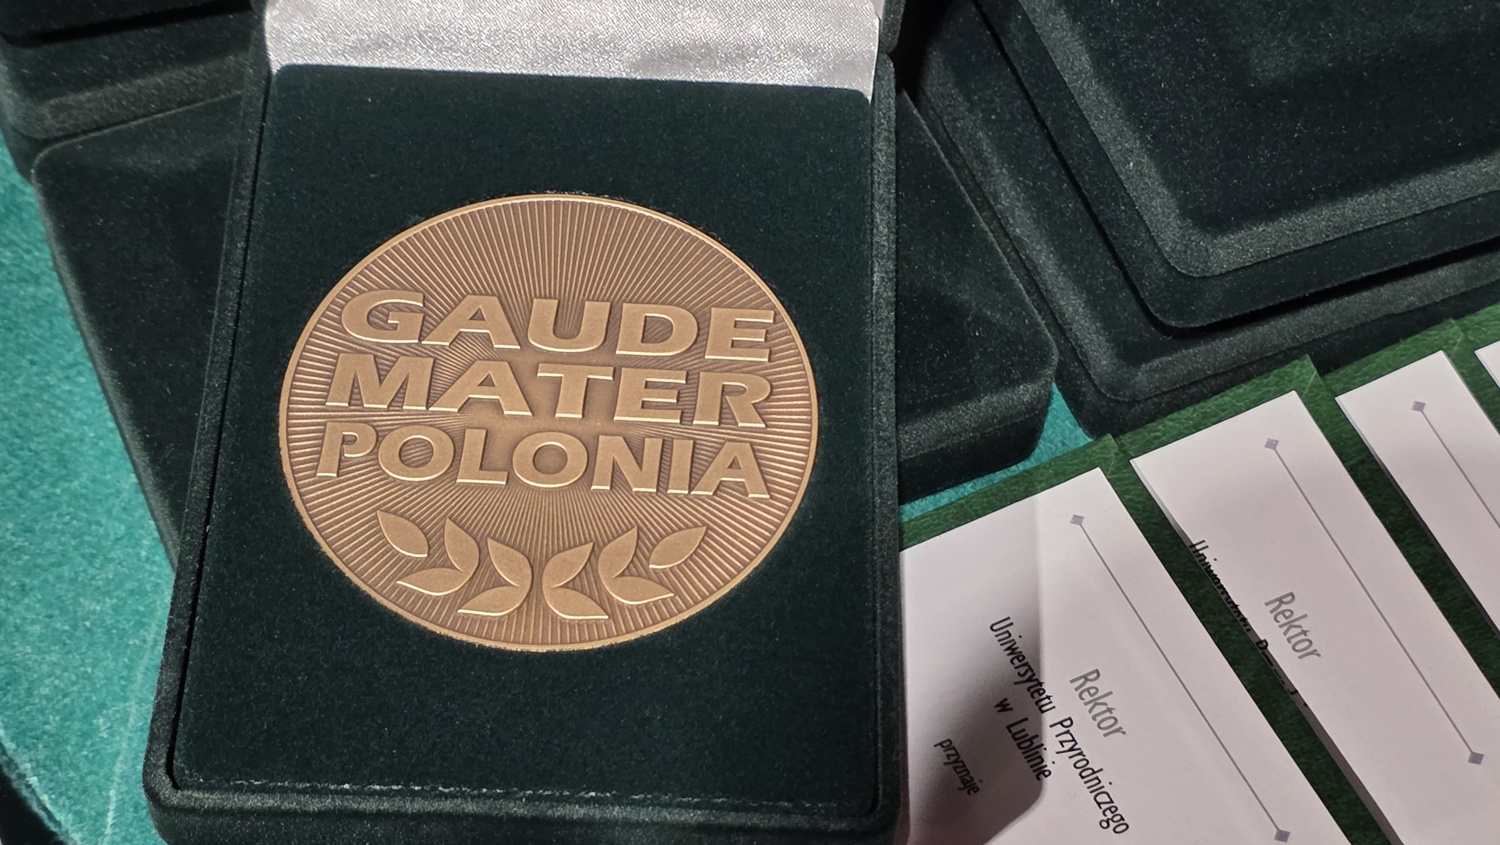 GAUDE
MATER
POLONIA
Rektor
Uniwersytetu Przyrodniczego
w Lublinie
przyznaje
Rektor